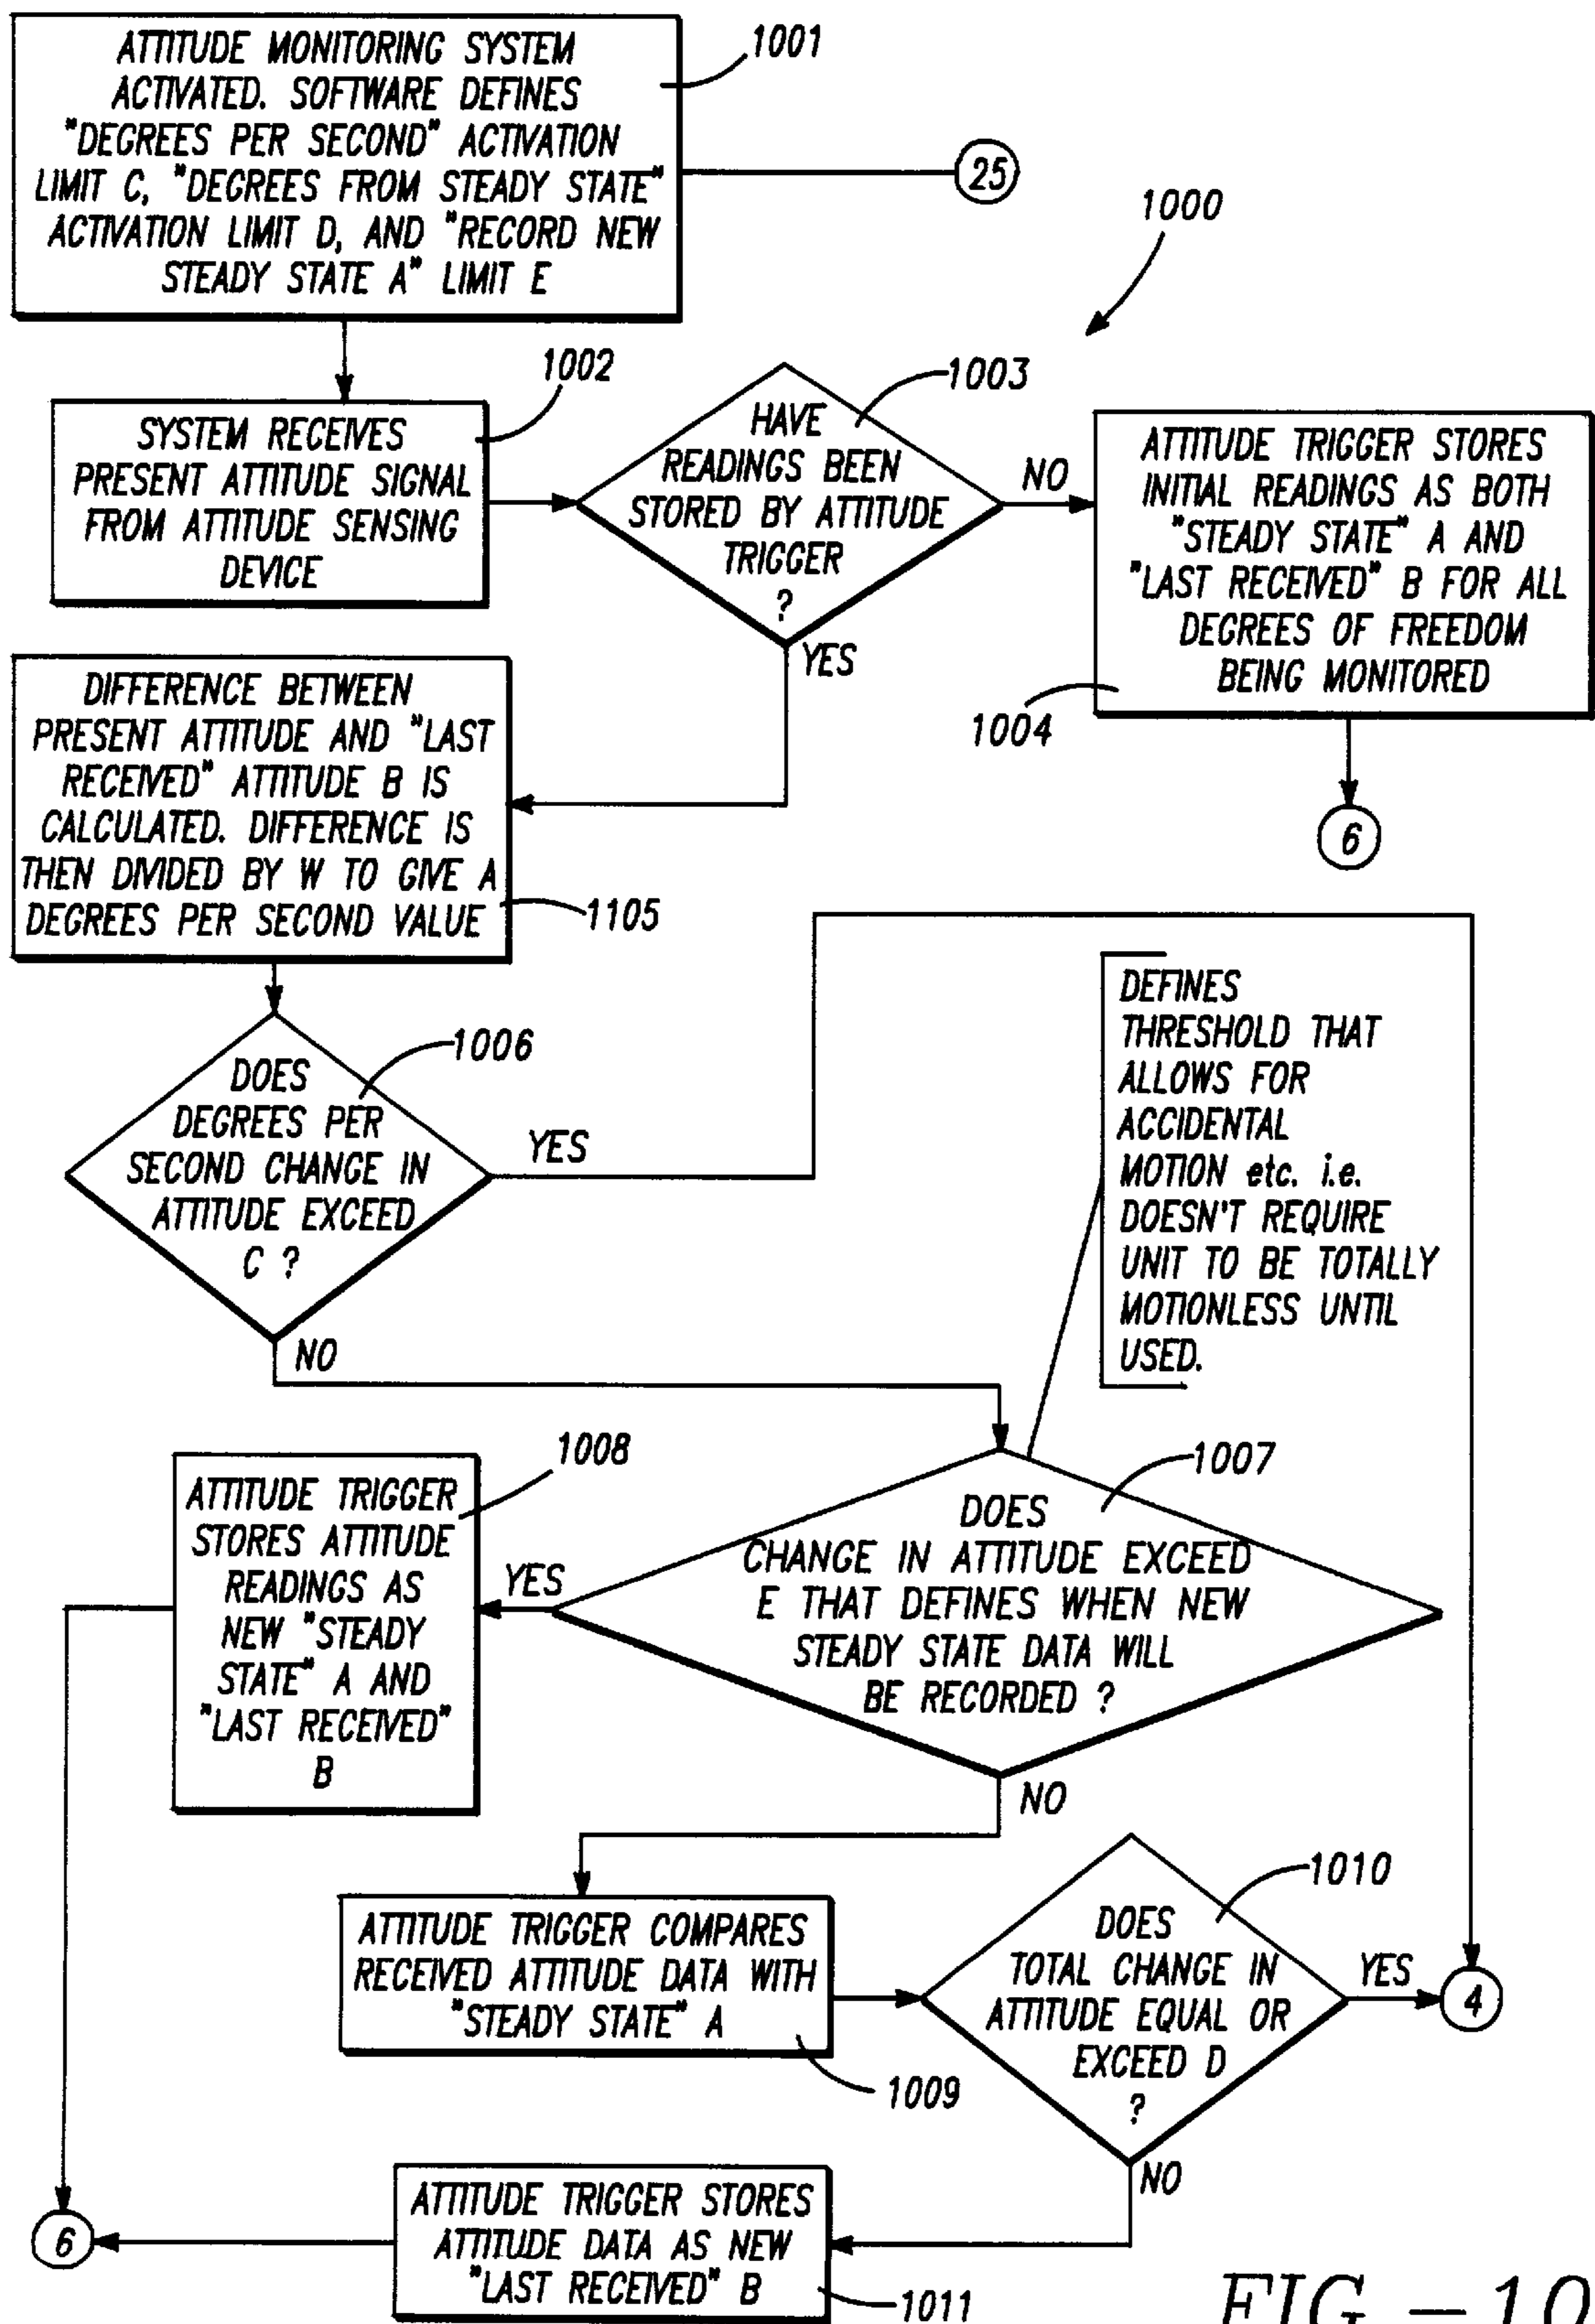 ATTITUDE MONITORING SYSTEM
ACTIVATED. SOFTWARE DEFINES
"DEGREES PER SECOND" ACTIVATION
LIMIT C, "DEGREES FROM STEADY STATE"
ACTIVATION LIMIT D, AND "RECORD NEW
STEADY STATE A" LIMIT E
1001
25
1000
1002
SYSTEM RECEIVES
PRESENT ATTITUDE SIGNAL
FROM ATTITUDE SENSING
DEVICE
1003
HAVE
READINGS BEEN
STORED BY ATTITUDE
TRIGGER
?
NO
YES
ATTITUDE TRIGGER STORES
INITIAL READINGS AS BOTH
"STEADY STATE" A AND
"LAST RECEIVED" B FOR ALL
DEGREES OF FREEDOM
BEING MONITORED
1004
6
DIFFERENCE BETWEEN
PRESENT ATTITUDE AND "LAST
RECEIVED" ATTITUDE B IS
CALCULATED. DIFFERENCE IS
THEN DIVIDED BY W TO GIVE A
DEGREES PER SECOND VALUE
1105
DOES
DEGREES PER
SECOND CHANGE IN
ATTITUDE EXCEED
C ?
1006
YES
NO
DEFINES
THRESHOLD THAT
ALLOWS FOR
ACCIDENTAL
MOTION etc. i.e.
DOESN'T REQUIRE
UNIT TO BE TOTALLY
MOTIONLESS UNTIL
USED.
1008
ATTITUDE TRIGGER
STORES ATTITUDE
READINGS AS
NEW "STEADY
STATE" A AND
"LAST RECEIVED"
B
YES
1007
DOES
CHANGE IN ATTITUDE EXCEED
E THAT DEFINES WHEN NEW
STEADY STATE DATA WILL
BE RECORDED ?
NO
ATTITUDE TRIGGER COMPARES
RECEIVED ATTITUDE DATA WITH
"STEADY STATE" A
1009
1010
DOES
TOTAL CHANGE IN
ATTITUDE EQUAL OR
EXCEED D
?
YES
4
NO
6
ATTITUDE TRIGGER STORES
ATTITUDE DATA AS NEW
"LAST RECEIVED" B
1011
FIG - 10